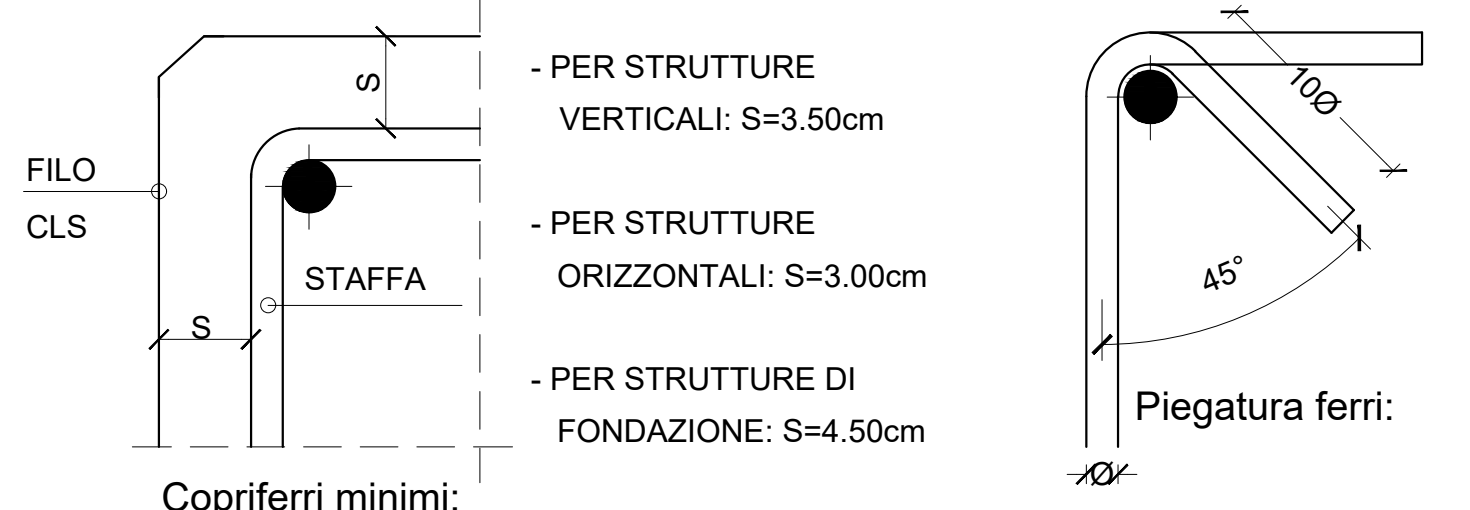 S
FILO
CLS
STAFFA
S
Copriferri minimi:
- PER STRUTTURE
VERTICALI: S=3.50cm
- PER STRUTTURE
ORIZZONTALI: S=3.00cm
- PER STRUTTURE DI
FONDAZIONE: S=4.50cm
10Ø
45°
Piegatura ferri:
Ø